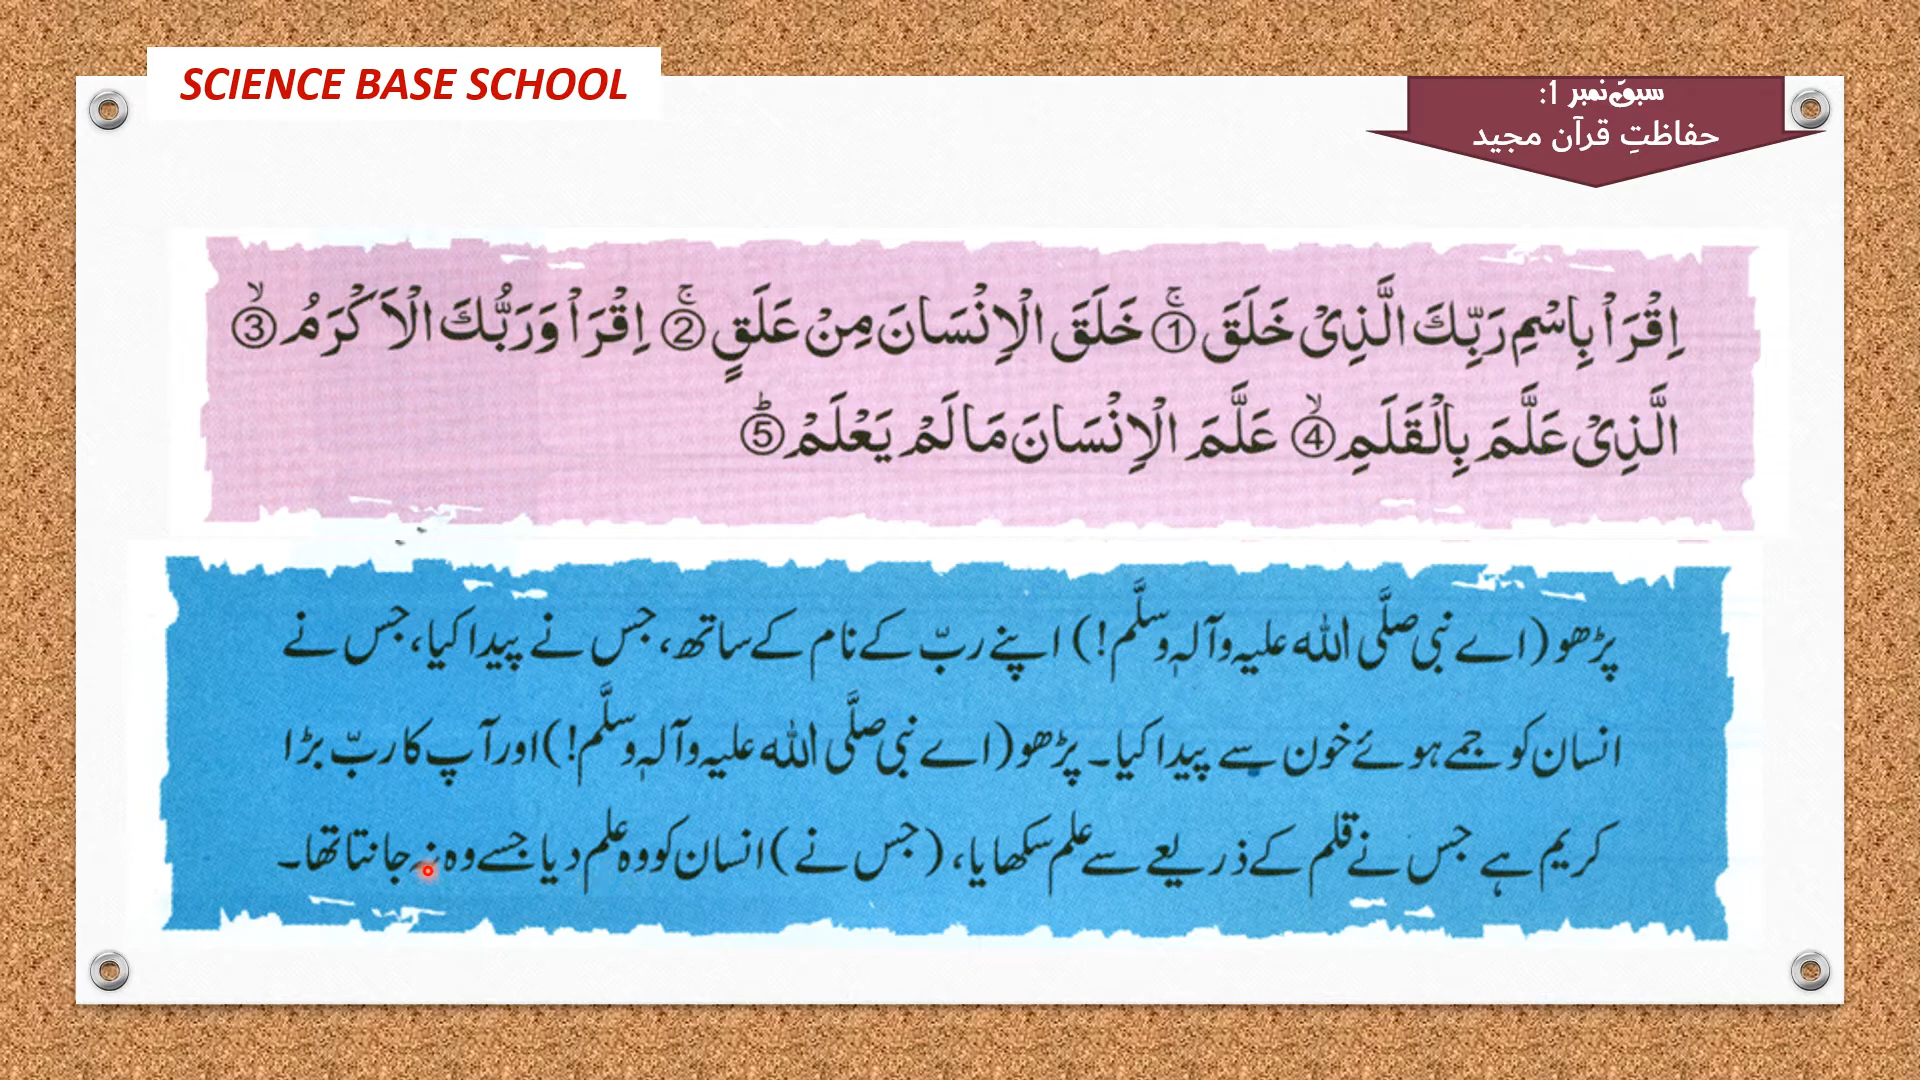 SCIENCE BASE SCHOOL
سبق نمبر 1:
حفاظتِ قرآن مجید
اِقْرَاْ بِاسْمِ رَبِّكَ الَّذِیْ خَلَقَ ① ۚ خَلَقَ الْاِنْسَانَ مِنْ عَلَقٍ ② ۚ اِقْرَاْ وَرَبُّكَ الْاَكْرَمُ ③ ۙ
الَّذِیْ عَلَّمَ بِالْقَلَمِ ④ ۙ عَلَّمَ الْاِنْسَانَ مَا لَمْ یَعْلَمْ ⑤ ؕ
پڑھو (اے نبی صلَّی اللہ علیہ وآلہٖ وسلَّم!) اپنے ربّ کے نام کے ساتھ، جس نے پیدا کیا، جس نے
انسان کو جمے ہوئے خون سے پیدا کیا۔ پڑھو (اے نبی صلَّی اللہ علیہ وآلہٖ وسلَّم!) اور آپ کا ربّ بڑا
کریم ہے جس نے قلم کے ذریعے سے علم سکھایا، (جس نے) انسان کو وہ علم دیا جسے وہ نہ جانتا تھا۔